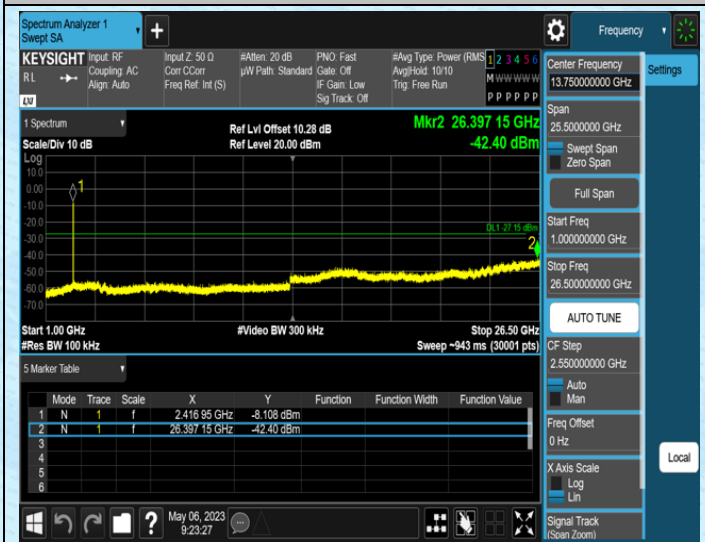 Spectrum Analyzer 1
Swept SA
Frequency
KEYSIGHT
RL
LXI
Input: RF
Coupling: AC
Align: Auto
Input Z: 50 Ω
Corr CCorr
Freq Ref: Int (S)
#Atten: 20 dB
µW Path: Standard
PNO: Fast
Gate: Off
IF Gain: Low
Sig Track: Off
#Avg Type: Power (RMS
Avg|Hold: 10/10
Trig: Free Run
1 2 3 4 5 6
M W W W W W
P P P P P P
Center Frequency
13.750000000 GHz
Settings
Span
25.5000000 GHz
Swept Span
Zero Span
Full Span
Start Freq
1.000000000 GHz
Stop Freq
26.500000000 GHz
AUTO TUNE
CF Step
2.550000000 GHz
Auto
Man
Freq Offset
0 Hz
X Axis Scale
Log
Lin
Signal Track
(Span Zoom)
Local
1 Spectrum
Scale/Div 10 dB
Ref Lvl Offset 10.28 dB
Ref Level 20.00 dBm
Mkr2 26.397 15 GHz
-42.40 dBm
Log
10.0
0.00
-10.0
-20.0
-30.0
-40.0
-50.0
-60.0
-70.0
1
DL1 -27.15 dBm
2
Start 1.00 GHz
#Res BW 100 kHz
#Video BW 300 kHz
Stop 26.50 GHz
Sweep ~943 ms (30001 pts)
5 Marker Table
Mode Trace Scale X Y Function Function Width Function Value
1 N 1 f 2.416 95 GHz -8.108 dBm
2 N 1 f 26.397 15 GHz -42.40 dBm
3
4
5
6
?
May 06, 2023
9:23:27